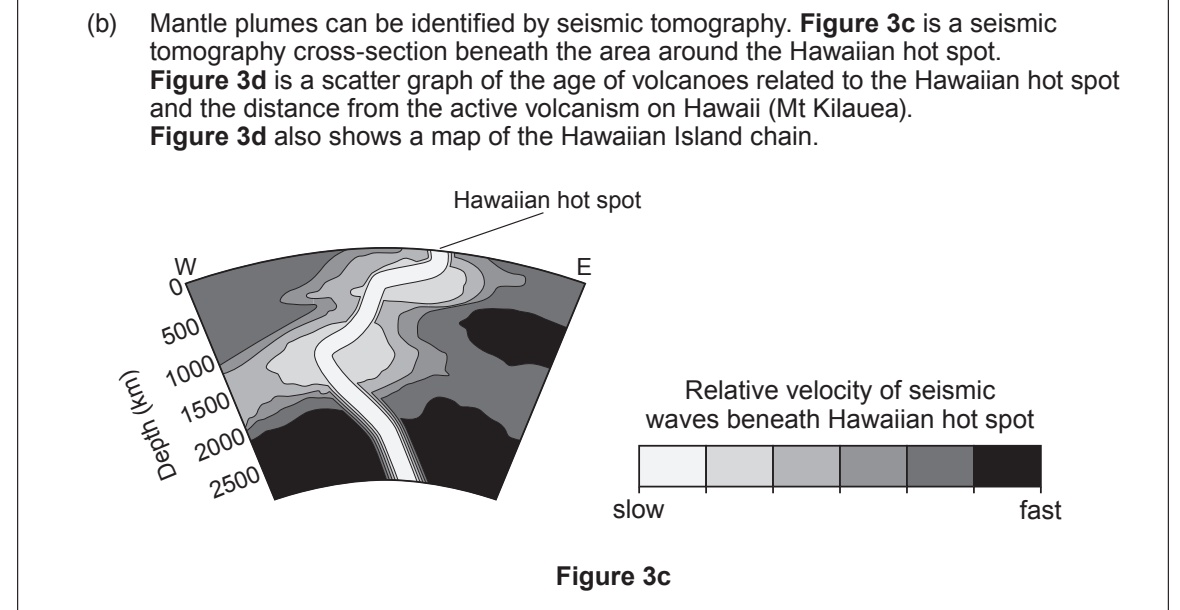 (b) Mantle plumes can be identified by seismic tomography. Figure 3c is a seismic
tomography cross-section beneath the area around the Hawaiian hot spot.
Figure 3d is a scatter graph of the age of volcanoes related to the Hawaiian hot spot
and the distance from the active volcanism on Hawaii (Mt Kilauea).
Figure 3d also shows a map of the Hawaiian Island chain.
Hawaiian hot spot
W
E
0
500
1000
1500
2000
2500
Depth (km)
Relative velocity of seismic
waves beneath Hawaiian hot spot
slow fast
Figure 3c